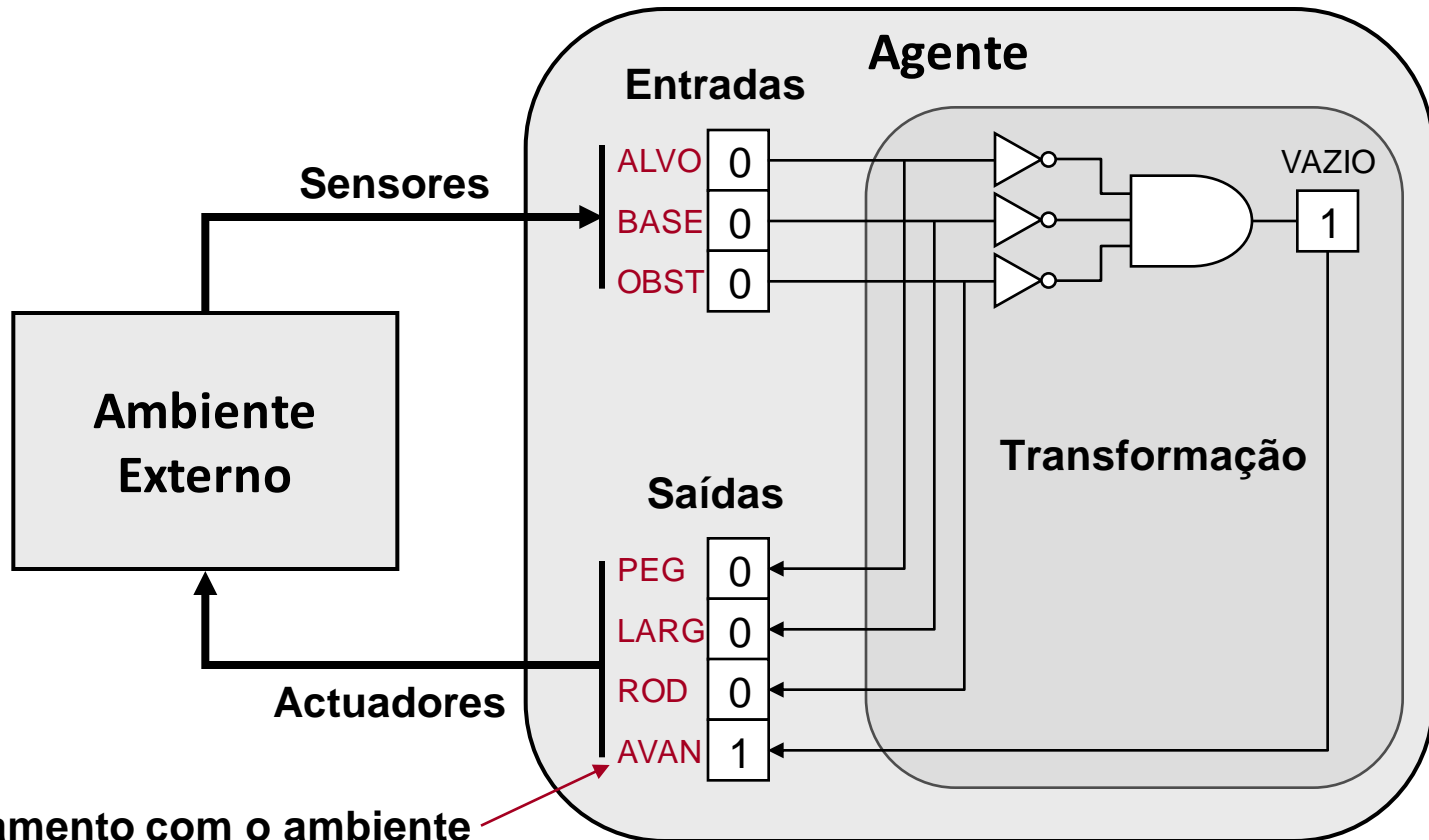 Agente
Entradas
ALVO 0
BASE 0
OBST 0
VAZIO
1
Sensores
Ambiente
Externo
Transformação
Saídas
PEG 0
LARG 0
ROD 0
AVAN 1
Actuadores
com o ambiente